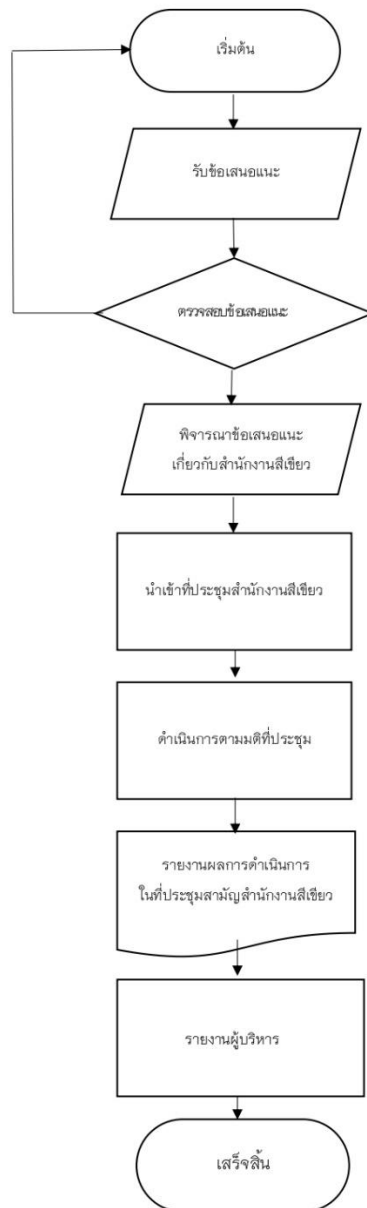 เริ่มต้น
รับข้อเสนอแนะ
ตรวจสอบข้อเสนอแนะ
พิจารณาข้อเสนอแนะ
เกี่ยวกับสำนักงานสีเขียว
นำเข้าที่ประชุมสำนักงานสีเขียว
ดำเนินการตามมติที่ประชุม
รายงานผลการดำเนินการ
ในที่ประชุมสามัญสำนักงานสีเขียว
รายงานผู้บริหาร
เสร็จสิ้น